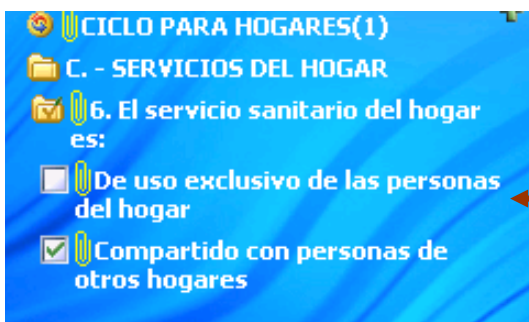 CICLO PARA HOGARES(1)
C. - SERVICIOS DEL HOGAR
6. El servicio sanitario del hogar
es:
De uso exclusivo de las personas
del hogar
Compartido con personas de
otros hogares